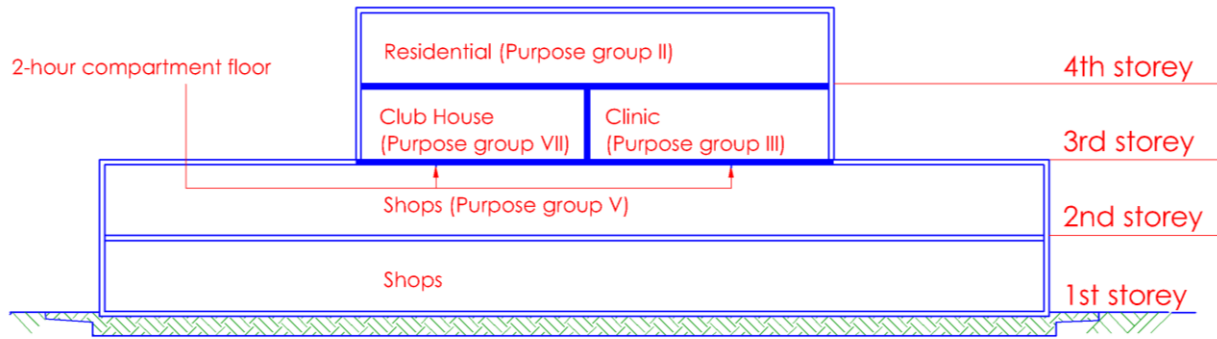 Residential (Purpose group II)
2-hour compartment floor
4th storey
Club House
(Purpose group VII)
Clinic
(Purpose group III)
3rd storey
Shops (Purpose group V)
2nd storey
Shops
1st storey